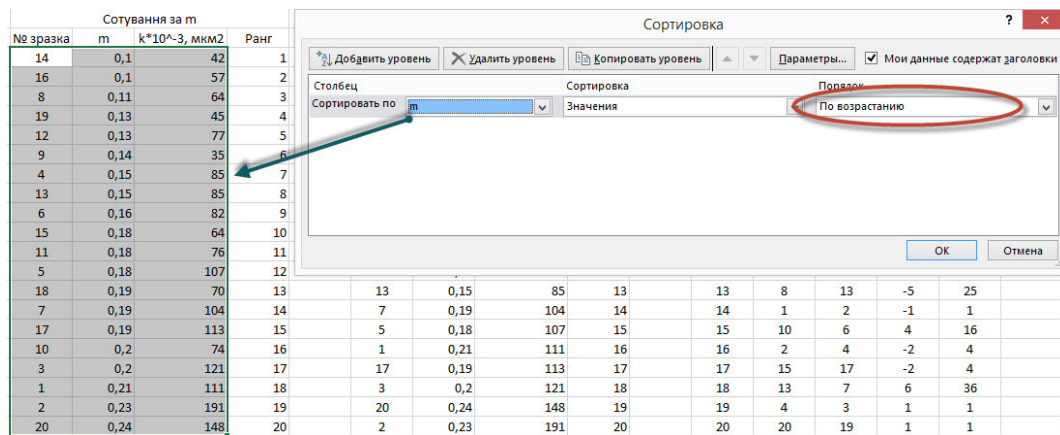 Сотування за m
№ зразка m k*10^-3, мкм2 Ранг
14 0,1 42 1
16 0,1 57 2
8 0,11 64 3
19 0,13 45 4
12 0,13 77 5
9 0,14 35 6
4 0,15 85 7
13 0,15 85 8
6 0,16 82 9
15 0,18 64 10
11 0,18 76 11
5 0,18 107 12
18 0,19 70 13 13 0,15 85 13 13 8 13 -5 25
7 0,19 104 14 7 0,19 104 14 14 1 2 -1 1
17 0,19 113 15 5 0,18 107 15 15 10 6 4 16
10 0,2 74 16 1 0,21 111 16 16 2 4 -2 4
3 0,2 121 17 17 0,19 113 17 17 15 17 -2 4
1 0,21 111 18 3 0,2 121 18 18 13 7 6 36
2 0,23 191 19 20 0,24 148 19 19 4 3 1 1
20 0,24 148 20 2 0,23 191 20 20 20 19 1 1
Сортировка ? ×
Добавить уровень Удалить уровень Копировать уровень Параметры... Мои данные содержат заголовки
Столбец Сортировка Порядок
Сортировать по m Значения По возрастанию
ОК Отмена